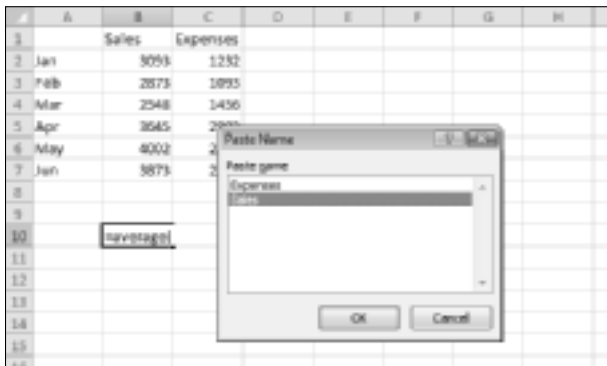 A B C D E F G H
1 Sales Expenses
2 Jan 3093 1232
3 Feb 2873 1093
4 Mar 2548 1436
5 Apr 3645
6 May 4002
7 Jun 3873
8
9
10 =average(
11
12
13
14
15
Paste Name
Paste name
Expenses
Sales
OK Cancel